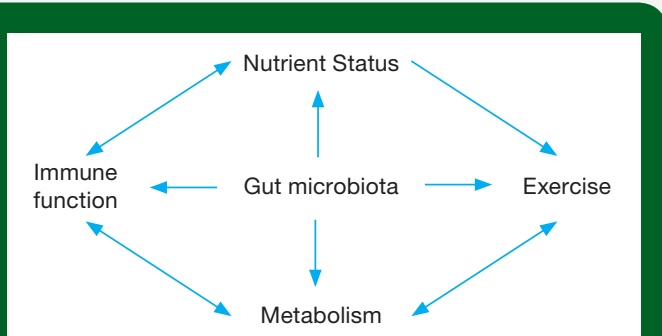 Nutrient Status
Immune
function
Gut microbiota
Exercise
Metabolism